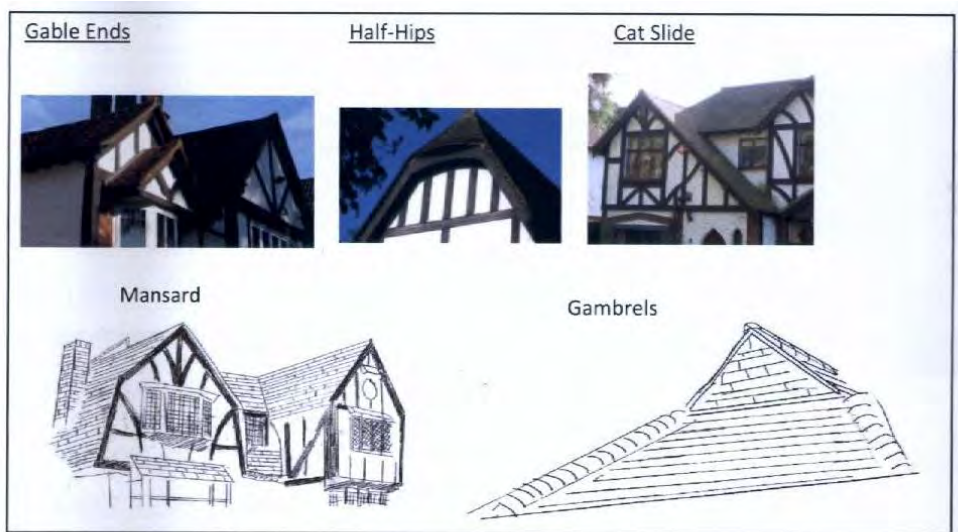 Gable Ends
Half-Hips
Cat Slide
Mansard
Gambrels